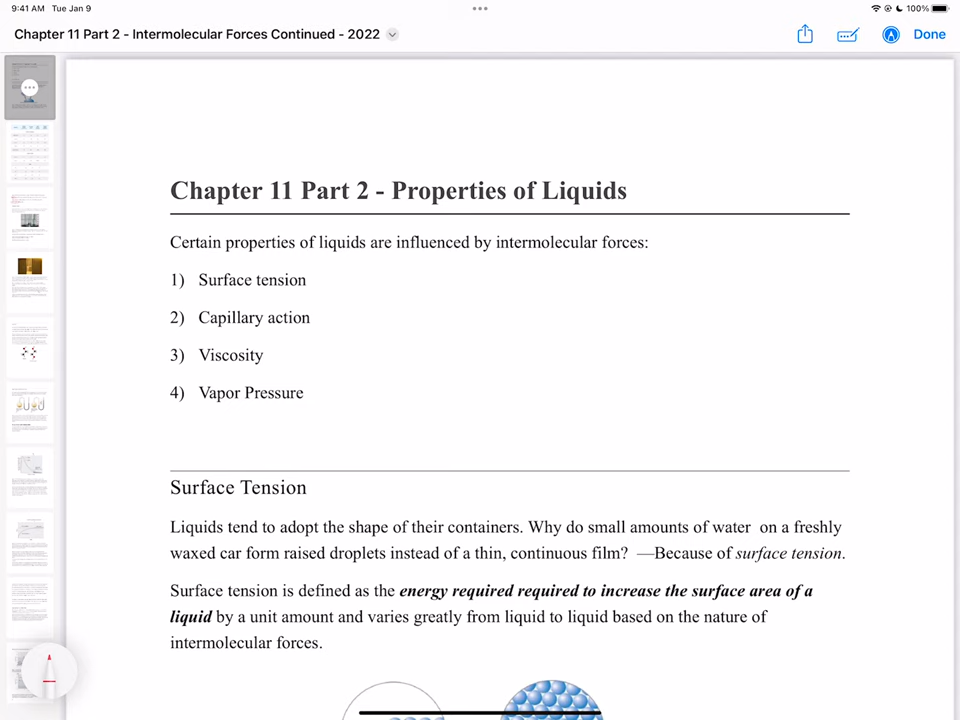 9:41 AM Tue Jan 9
100%
Chapter 11 Part 2 - Intermolecular Forces Continued - 2022
Done
Chapter 11 Part 2 - Properties of Liquids
Certain properties of liquids are influenced by intermolecular forces:
1) Surface tension
2) Capillary action
3) Viscosity
4) Vapor Pressure
Surface Tension
Liquids tend to adopt the shape of their containers. Why do small amounts of water on a freshly
waxed car form raised droplets instead of a thin, continuous film? —Because of surface tension.
Surface tension is defined as the energy required required to increase the surface area of a
liquid by a unit amount and varies greatly from liquid to liquid based on the nature of
intermolecular forces.